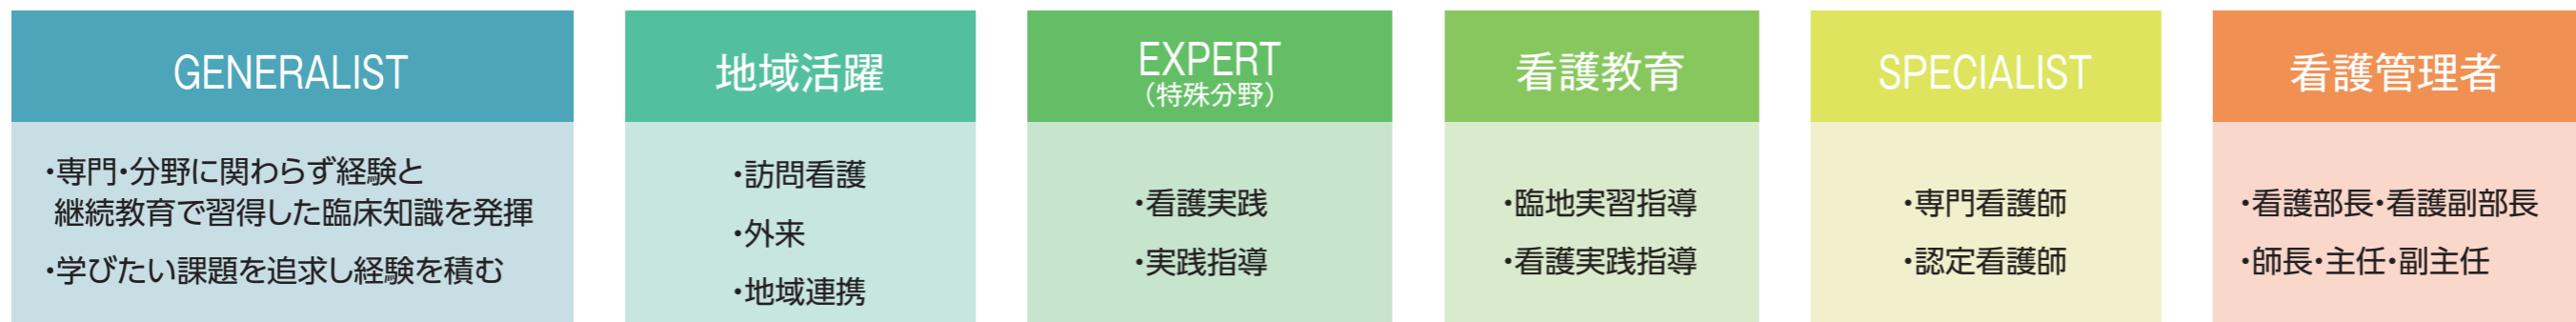 GENERALIST
・専門・分野に関わらず経験と
継続教育で習得した臨床知識を発揮
・学びたい課題を追求し経験を積む
地域活躍
・訪問看護
・外来
・地域連携
EXPERT
（特殊分野）
・看護実践
・実践指導
看護教育
・臨地実習指導
・看護実践指導
SPECIALIST
・専門看護師
・認定看護師
看護管理者
・看護部長・看護副部長
・師長・主任・副主任